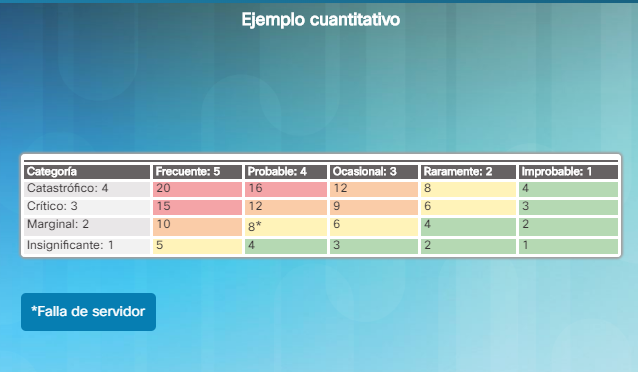 Ejemplo cuantitativo
Categoría Frecuente: 5 Probable: 4 Ocasional: 3 Raramente: 2 Improbable: 1
Catastrófico: 4 20 16 12 8 4
Crítico: 3 15 12 9 6 3
Marginal: 2 10 8* 6 4 2
Insignificante: 1 5 4 3 2 1
*Falla de servidor